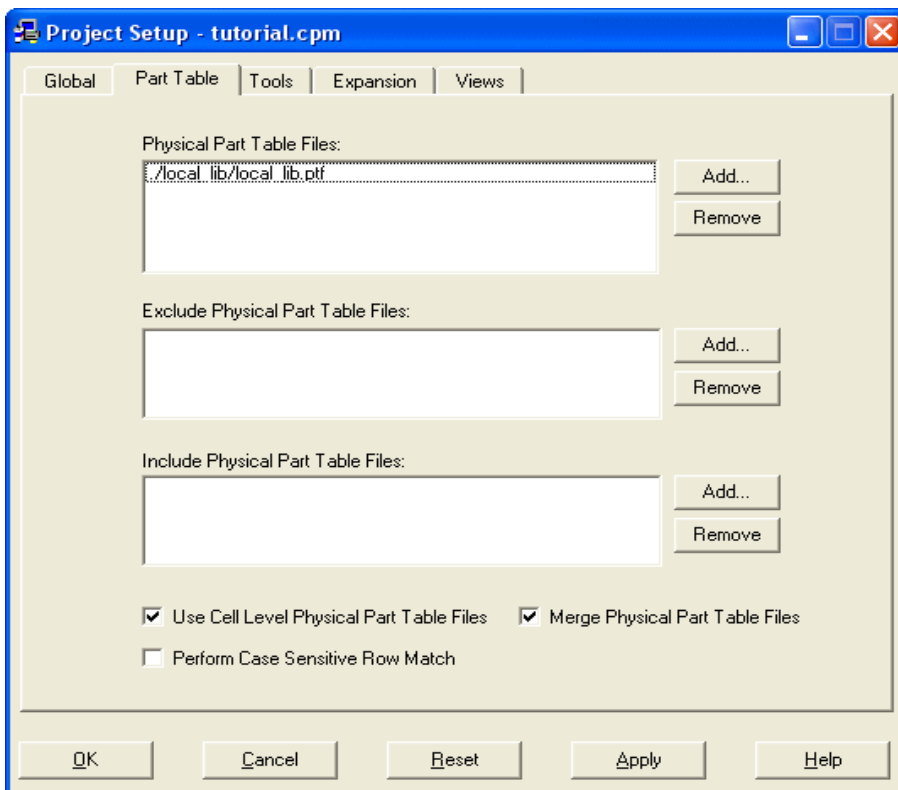 Project Setup - tutorial.cpm
Global Part Table Tools Expansion Views
Physical Part Table Files:
./local_lib/local_lib.ptf
Add...
Remove
Exclude Physical Part Table Files:
Add...
Remove
Include Physical Part Table Files:
Add...
Remove
Use Cell Level Physical Part Table Files Merge Physical Part Table Files
Perform Case Sensitive Row Match
OK Cancel Reset Apply Help